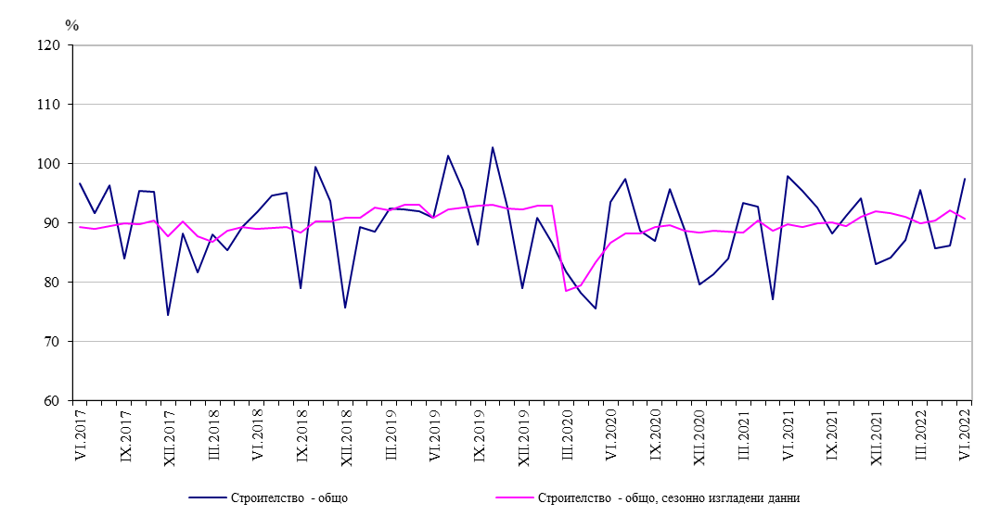 %
120
110
100
90
80
70
60
VI.2017
IX.2017
XII.2017
III.2018
VI.2018
IX.2018
XII.2018
III.2019
VI.2019
IX.2019
XII.2019
III.2020
VI.2020
IX.2020
XII.2020
III.2021
VI.2021
IX.2021
XII.2021
III.2022
VI.2022
Строителство - общо
Строителство - общо, сезонно изгладени данни